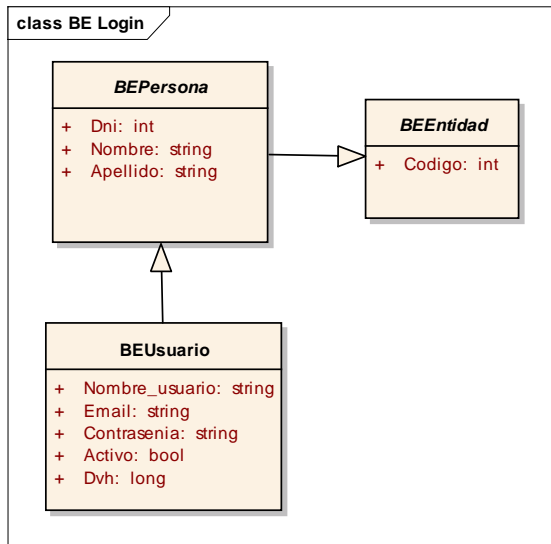 class BE Login
BEPersona
+ Dni: int
+ Nombre: string
+ Apellido: string
BEEntidad
+ Codigo: int
BEUsuario
+ Nombre_usuario: string
+ Email: string
+ Contrasenia: string
+ Activo: bool
+ Dvh: long